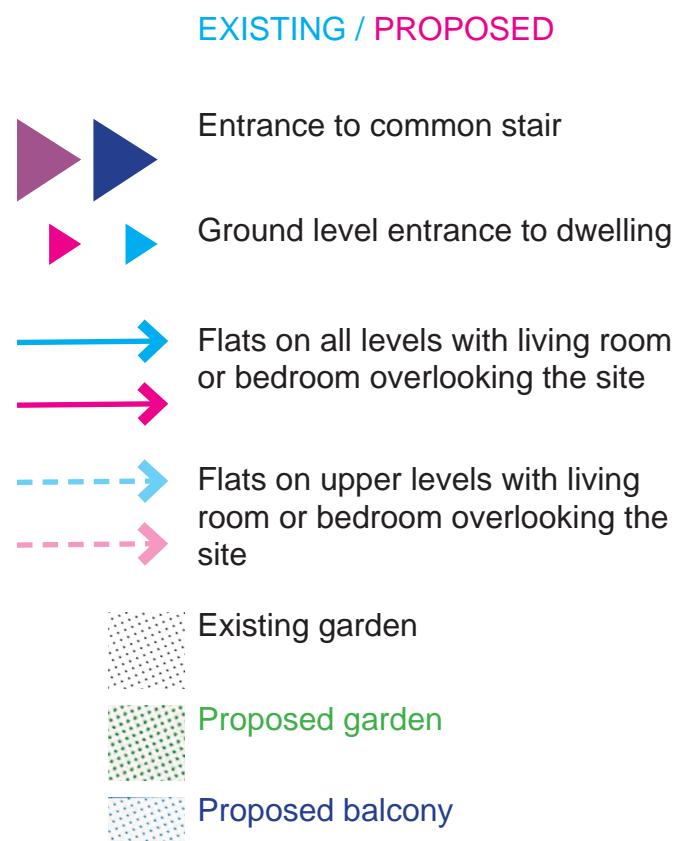 EXISTING / PROPOSED
Entrance to common stair
Ground level entrance to dwelling
Flats on all levels with living room
or bedroom overlooking the site
Flats on upper levels with living
room or bedroom overlooking the
site
Existing garden
Proposed garden
Proposed balcony